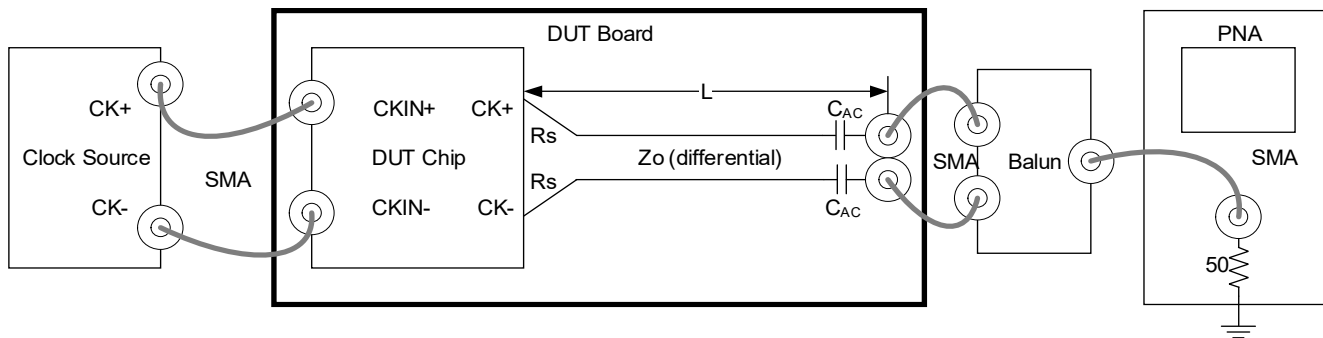 DUT Board
PNA
CK+
CKIN+
CK+
L
CAC
Rs
Clock Source
SMA
DUT Chip
Zo (differential)
SMA
Balun
SMA
Rs
CK-
CKIN-
CK-
CAC
50